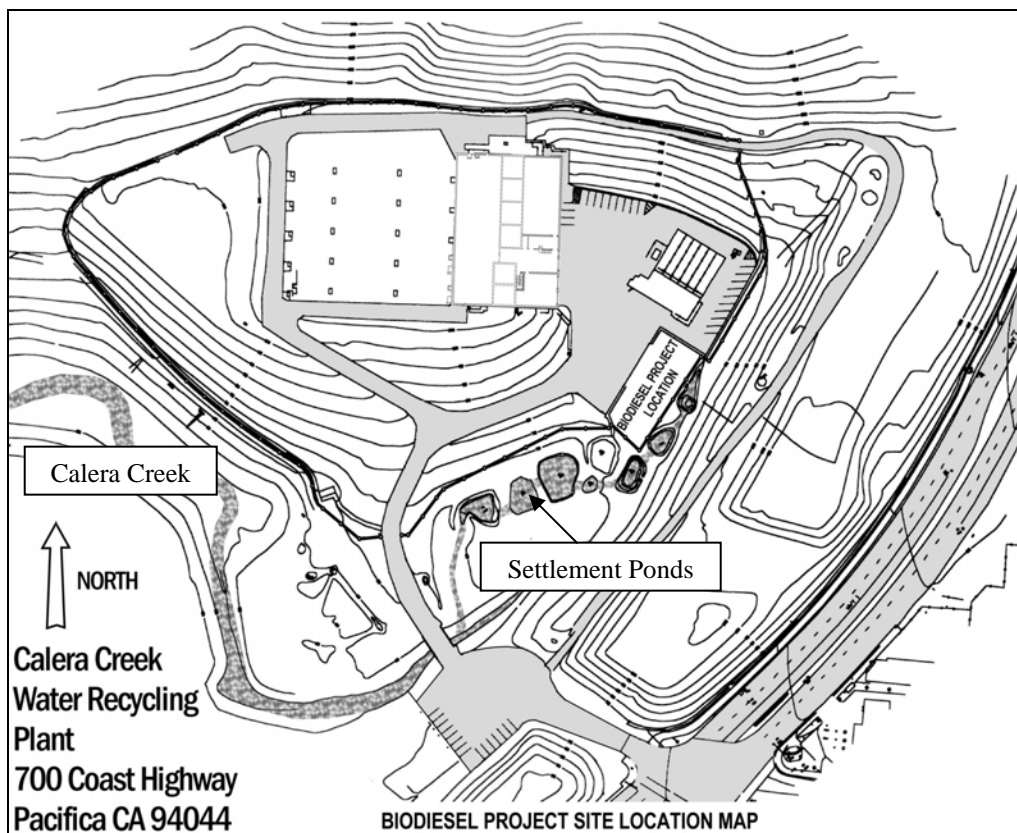 BIODIESEL PROJECT
LOCATION
Calera Creek
Settlement Ponds
NORTH
Calera Creek
Water Recycling
Plant
700 Coast Highway
Pacifica CA 94044
BIODIESEL PROJECT SITE LOCATION MAP